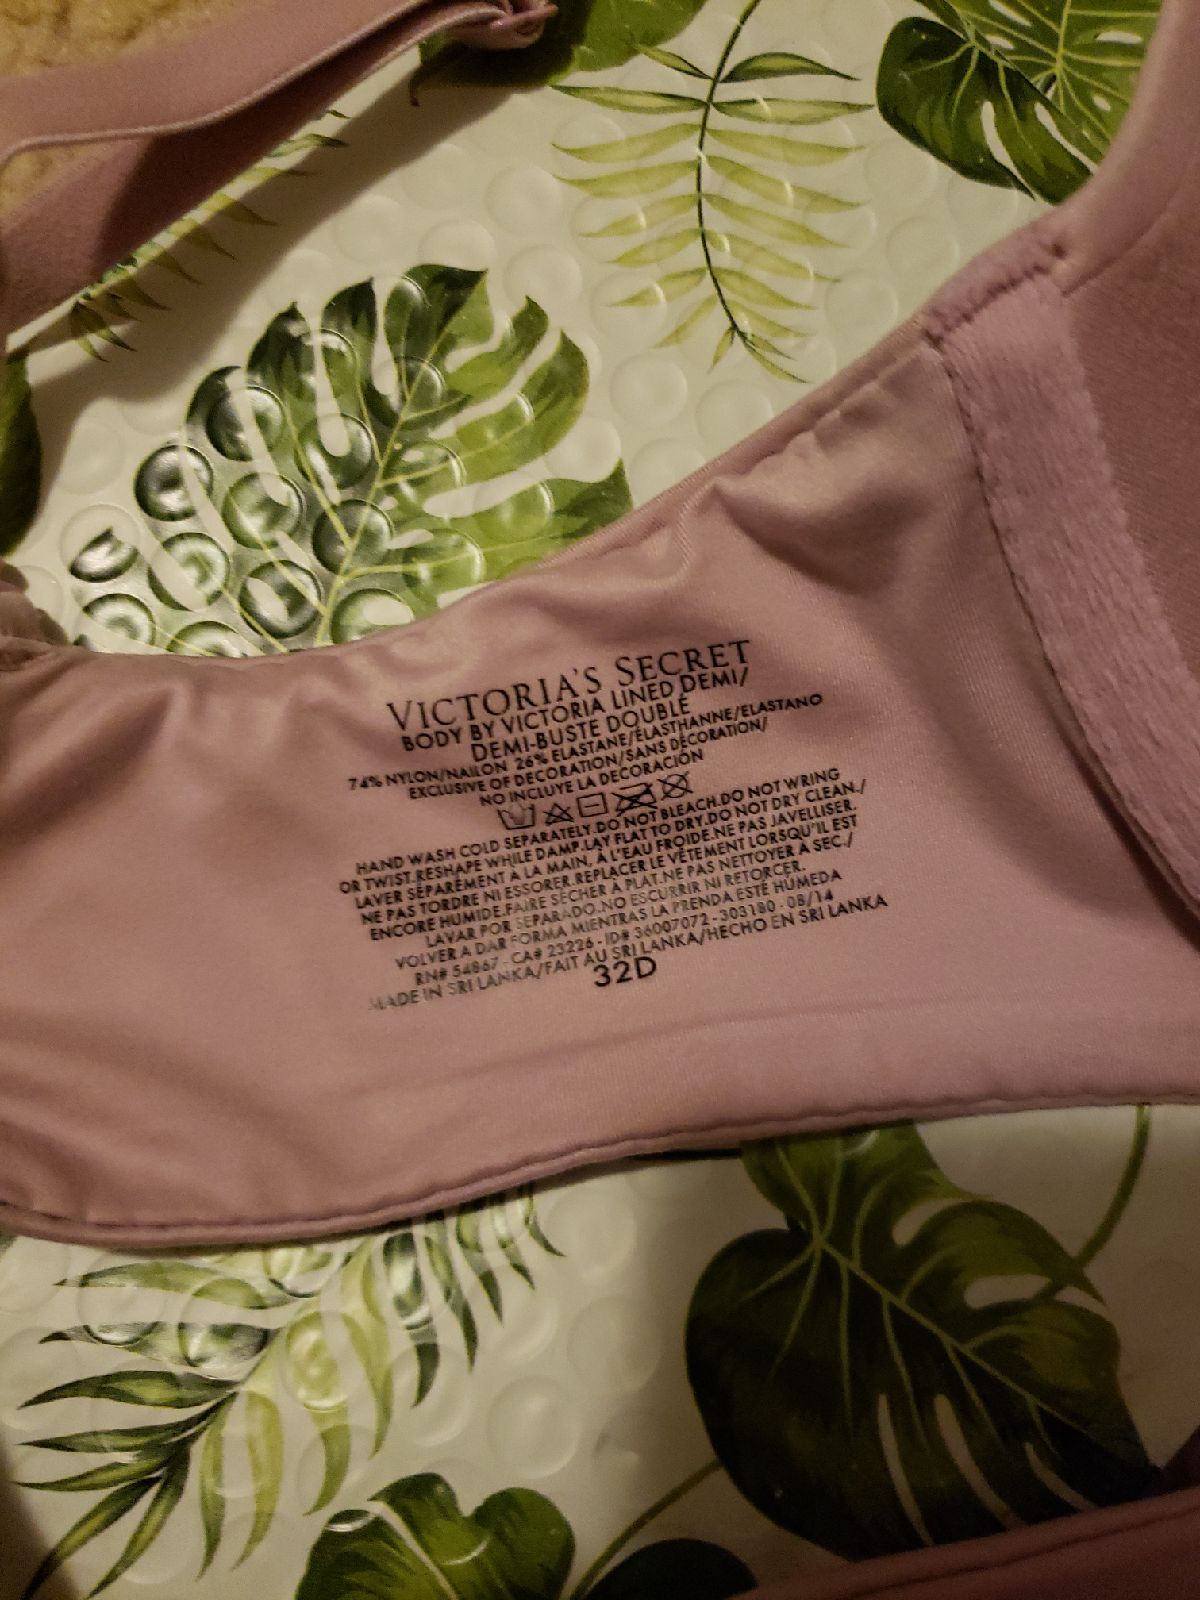 VICTORIA'S SECRET
BODY BY VICTORIA LINED DEMI/
DEMI-BUSTE DOUBLÉ
74% NYLON/NAILON 26% ELASTANE/ÉLASTHANNE/ELASTANO
EXCLUSIVE OF DECORATION/SANS DÉCORATION/
NO INCLUYE LA DECORACIÓN
HAND WASH COLD SEPARATELY.DO NOT BLEACH.DO NOT WRING
OR TWIST.RESHAPE WHILE DAMP.LAY FLAT TO DRY.DO NOT DRY CLEAN./
LAVER SÉPARÉMENT À LA MAIN, À L'EAU FROIDE.NE PAS JAVELLISER.
NE PAS TORDRE NI ESSORER.REPLACER LE VÊTEMENT LORSQU'IL EST
ENCORE HUMIDE.FAIRE SÉCHER À PLAT.NE PAS NETTOYER À SEC./
LAVAR POR SEPARADO.NO ESCURRIR NI RETORCER.
VOLVER A DAR FORMA MIENTRAS LA PRENDA ESTÉ HÚMEDA
RN# 54867 - CA# 23226 - ID# 36007072 - 303180 - 08/14
MADE IN SRI LANKA/FAIT AU SRI LANKA/HECHO EN SRI LANKA
32D